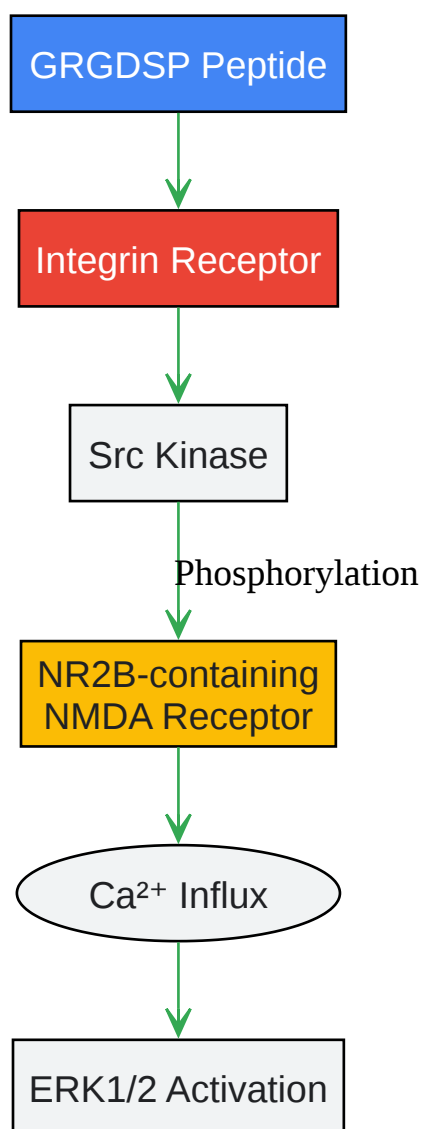 GRGDSP Peptide
Integrin Receptor
Src Kinase
Phosphorylation
NR2B-containing
NMDA Receptor
Ca²⁺ Influx
ERK1/2 Activation